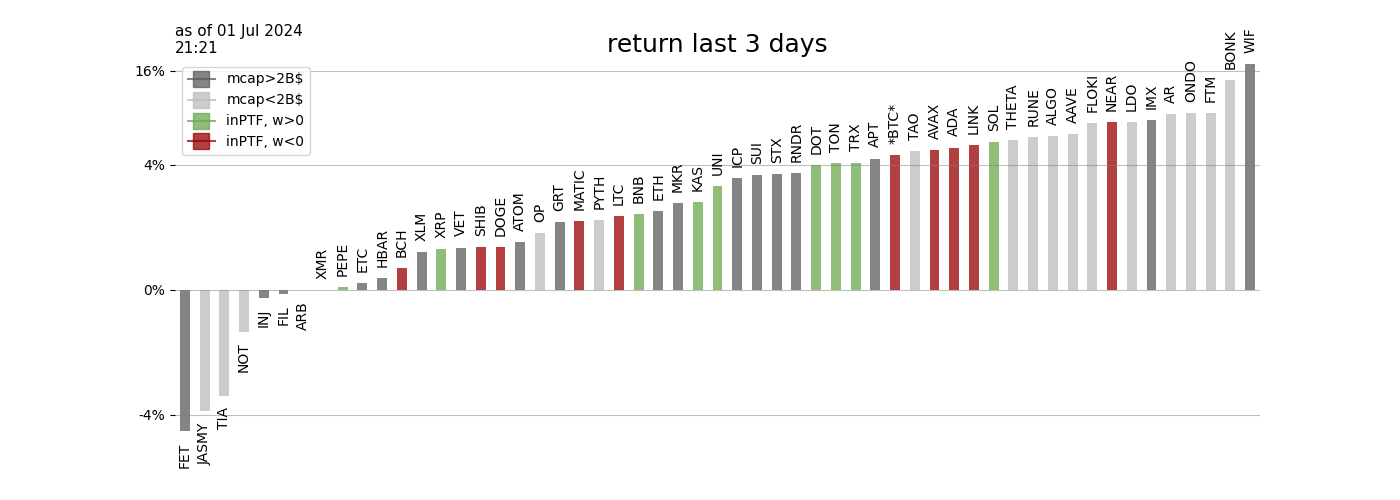 as of 01 Jul 2024
21:21
return last 3 days
mcap>2B$
mcap<2B$
inPTF, w>0
inPTF, w<0
16%
4%
0%
-4%
FET
JASMY
TIA
NOT
INJ
FIL
ARB
XMR
PEPE
ETC
HBAR
BCH
XLM
XRP
VET
SHIB
DOGE
ATOM
OP
GRT
MATIC
PYTH
LTC
BNB
ETH
MKR
KAS
UNI
ICP
SUI
STX
RNDR
DOT
TON
TRX
APT
*BTC*
TAO
AVAX
ADA
LINK
SOL
THETA
RUNE
ALGO
AAVE
FLOKI
NEAR
LDO
IMX
AR
ONDO
FTM
BONK
WIF